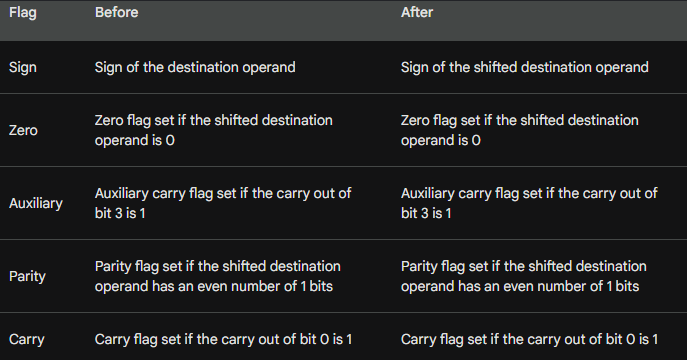 Flag Before After
Sign Sign of the destination operand Sign of the shifted destination operand
Zero Zero flag set if the shifted destination operand is 0 Zero flag set if the shifted destination operand is 0
Auxiliary Auxiliary carry flag set if the carry out of bit 3 is 1 Auxiliary carry flag set if the carry out of bit 3 is 1
Parity Parity flag set if the shifted destination operand has an even number of 1 bits Parity flag set if the shifted destination operand has an even number of 1 bits
Carry Carry flag set if the carry out of bit 0 is 1 Carry flag set if the carry out of bit 0 is 1